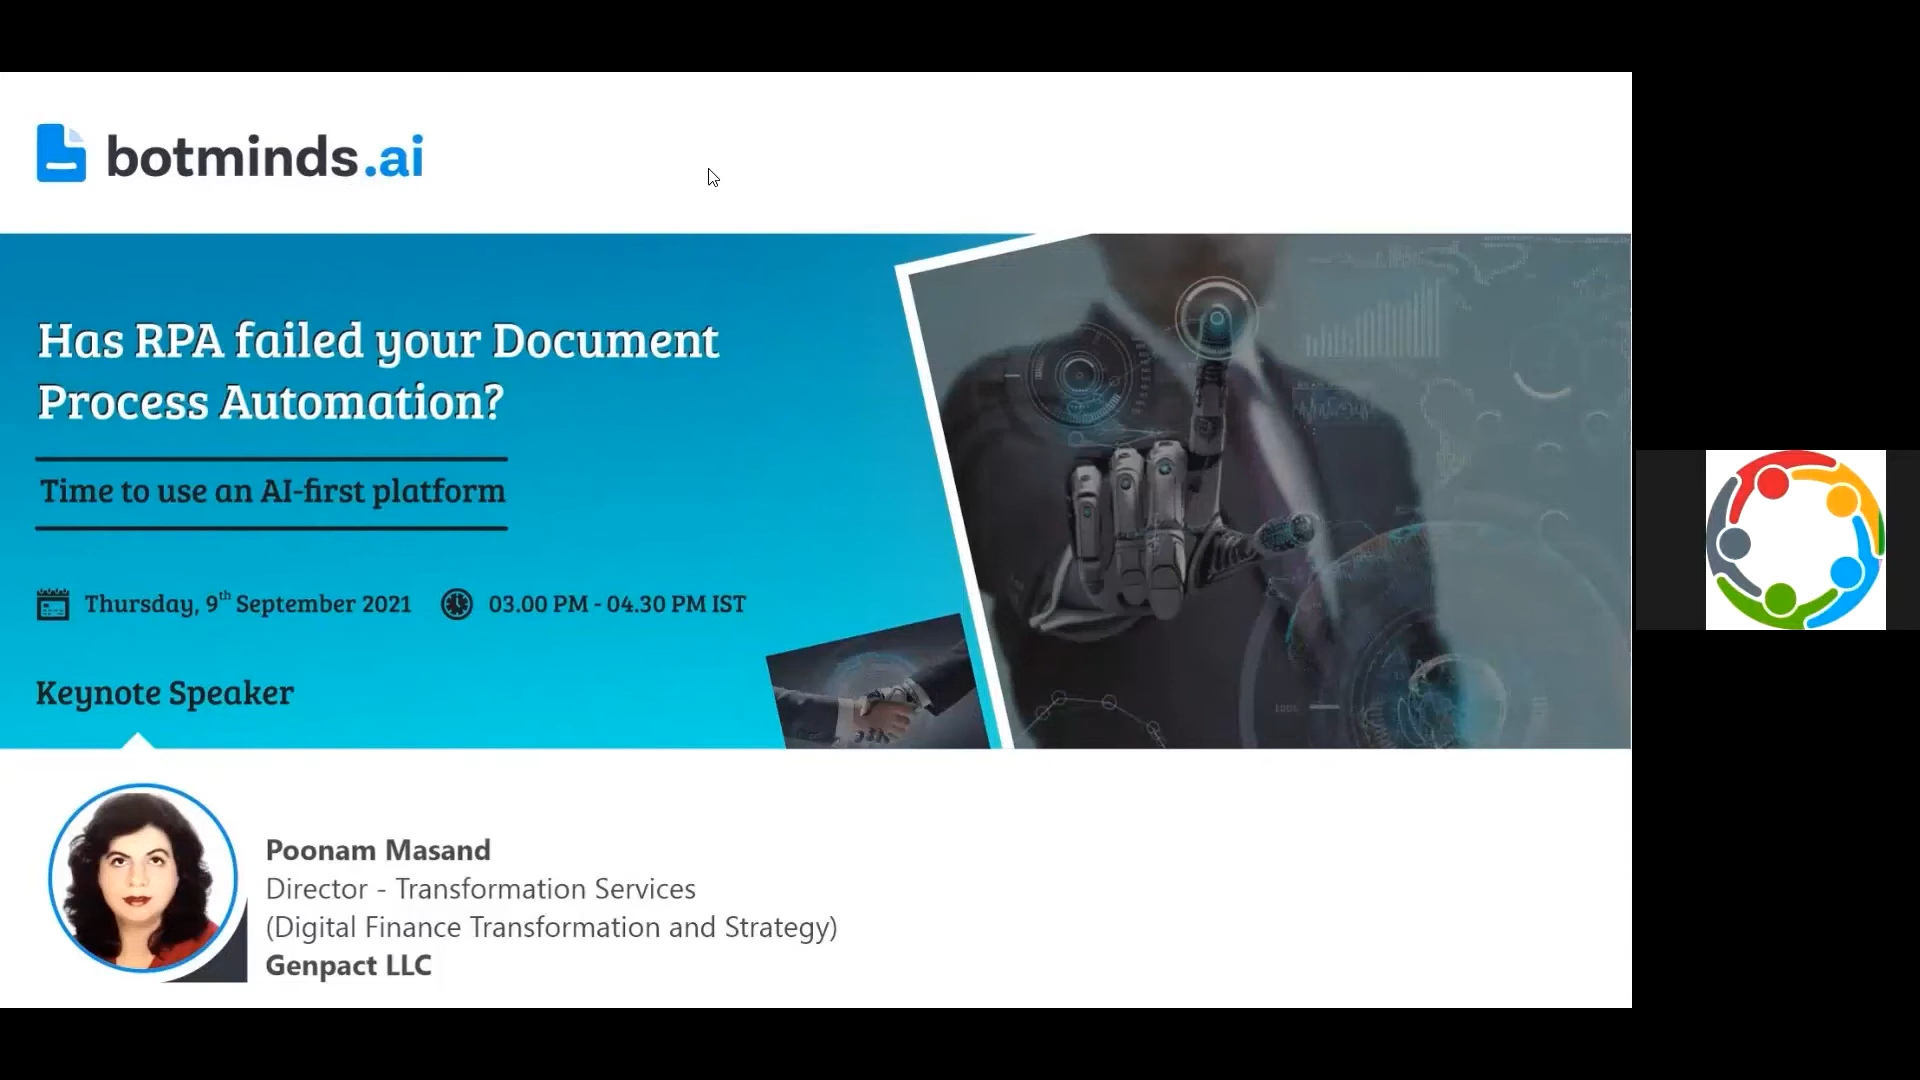 botminds.ai
Has RPA failed your Document
Process Automation?
Time to use an AI-first platform
Thursday, 9th September 2021
03.00 PM - 04.30 PM IST
Keynote Speaker
Poonam Masand
Director - Transformation Services
(Digital Finance Transformation and Strategy)
Genpact LLC